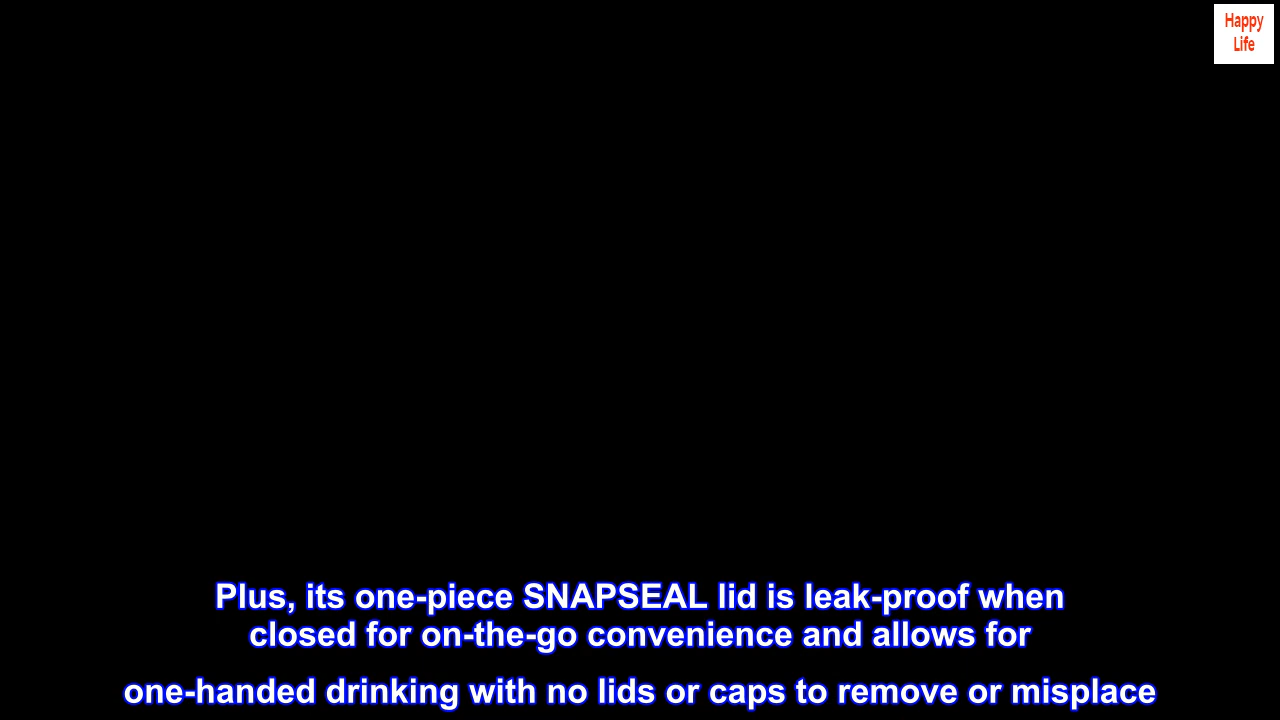 Happy
Life
Plus, its one-piece SNAPSEAL lid is leak-proof when
closed for on-the-go convenience and allows for
one-handed drinking with no lids or caps to remove or misplace